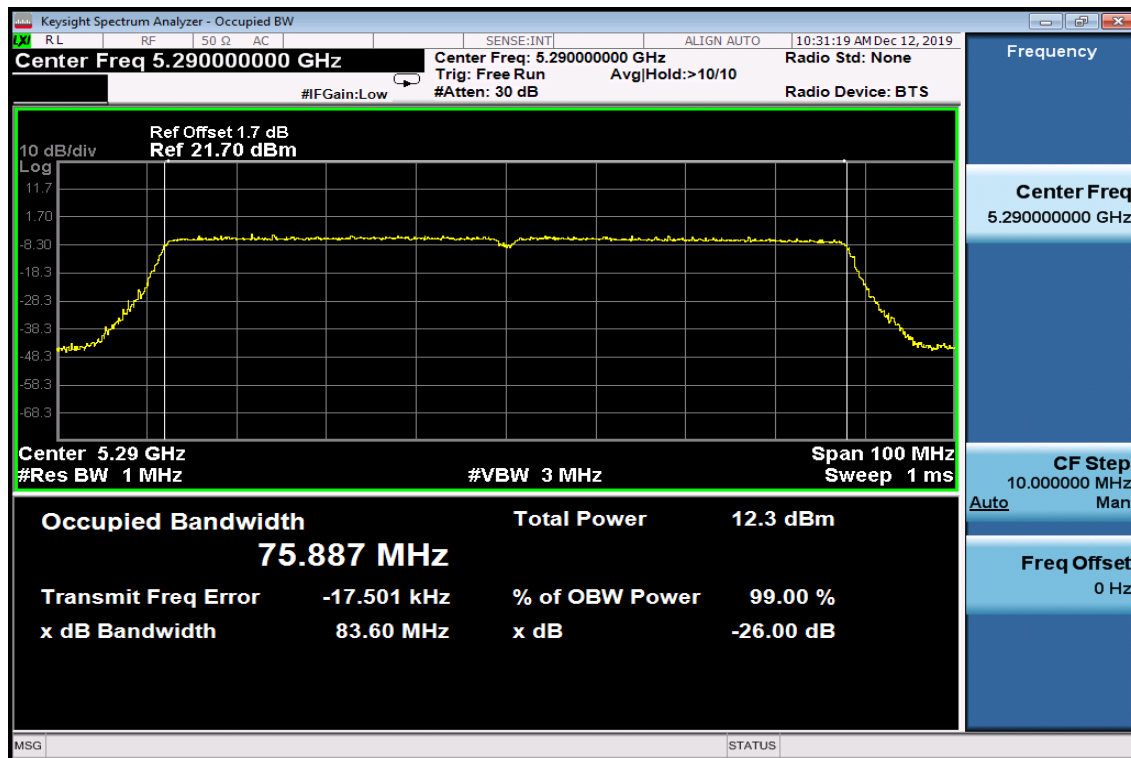 Keysight Spectrum Analyzer - Occupied BW
LXI RL RF 50 Ω AC SENSE:INT ALIGN AUTO 10:31:19 AM Dec 12, 2019
Center Freq 5.290000000 GHz
Center Freq: 5.290000000 GHz Radio Std: None
Trig: Free Run Avg|Hold:>10/10
#IFGain:Low #Atten: 30 dB Radio Device: BTS
Ref Offset 1.7 dB
10 dB/div Ref 21.70 dBm
Log
11.7
1.70
-8.30
-18.3
-28.3
-38.3
-48.3
-58.3
-68.3
Center 5.29 GHz Span 100 MHz
#Res BW 1 MHz #VBW 3 MHz Sweep 1 ms
Occupied Bandwidth Total Power 12.3 dBm
75.887 MHz
Transmit Freq Error -17.501 kHz % of OBW Power 99.00 %
x dB Bandwidth 83.60 MHz x dB -26.00 dB
MSG STATUS
Frequency
Center Freq
5.290000000 GHz
CF Step
10.000000 MHz
Auto Man
Freq Offset
0 Hz